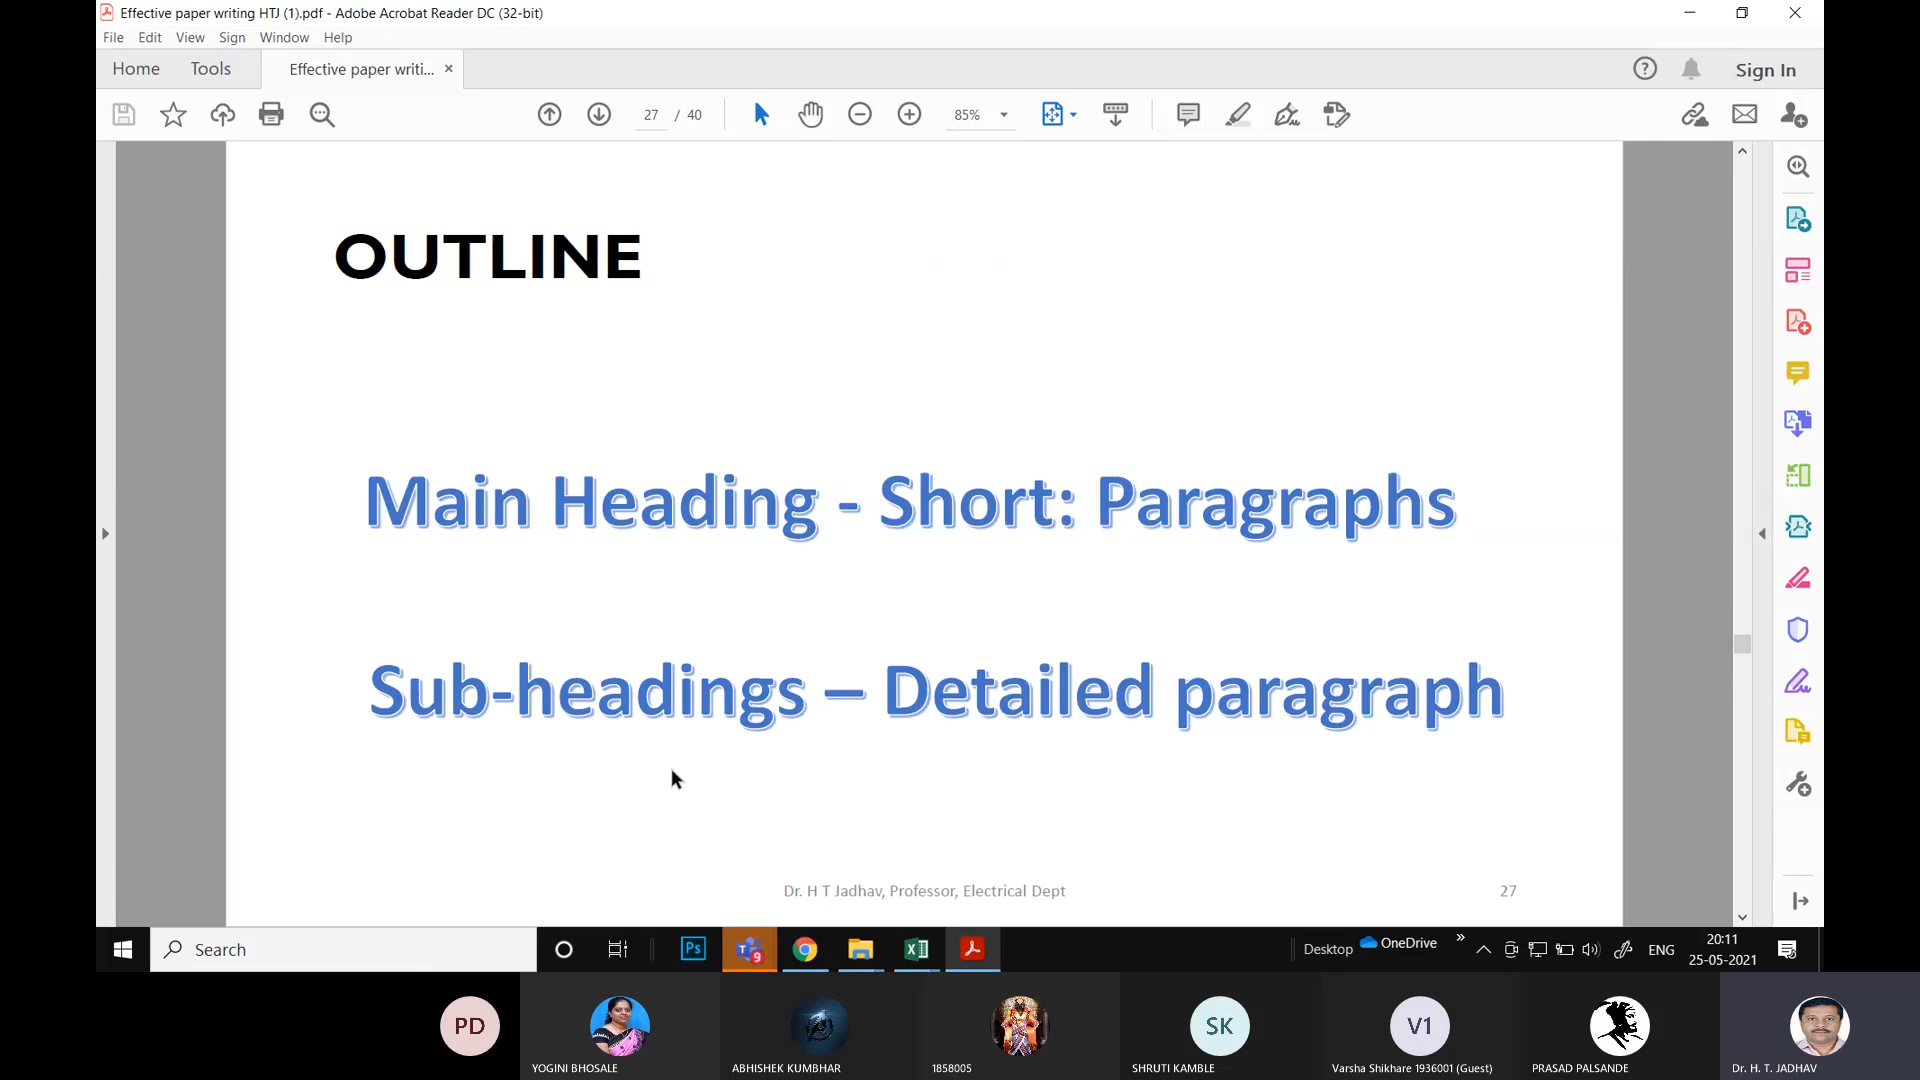 Effective paper writing HTJ (1).pdf - Adobe Acrobat Reader DC (32-bit)
File Edit View Sign Window Help
Home Tools Effective paper writi... × Sign In
27 / 40 85%
OUTLINE
Main Heading - Short: Paragraphs
Sub-headings – Detailed paragraph
Dr. H T Jadhav, Professor, Electrical Dept 27
Search Ps T 9 Desktop OneDrive » ENG 20:11
25-05-2021
PD SK V1
YOGINI BHOSALE ABHISHEK KUMBHAR 1858005 SHRUTI KAMBLE Varsha Shikhare 1936001 (Guest) PRASAD PALSANDE Dr. H. T. JADHAV